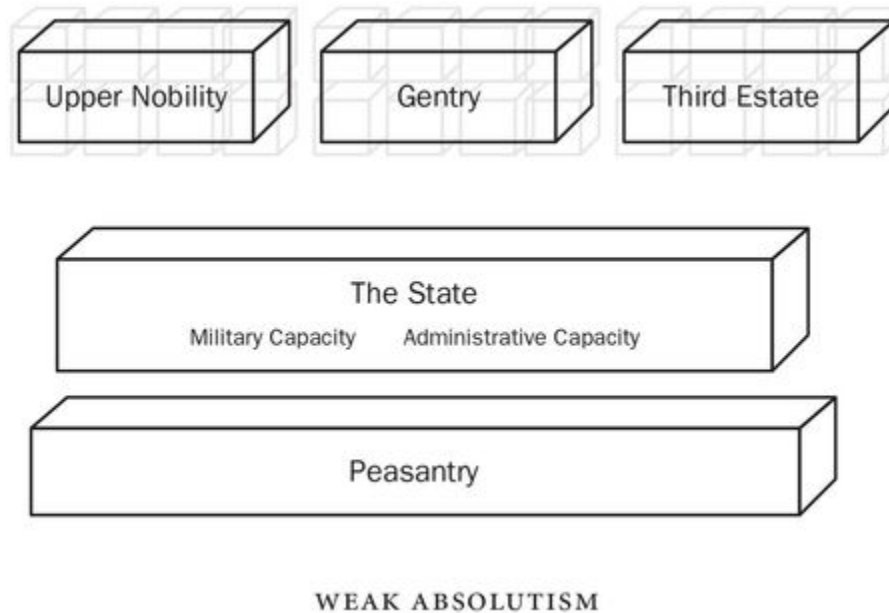 Upper Nobility Gentry Third Estate
The State
Military Capacity Administrative Capacity
Peasantry
WEAK ABSOLUTISM